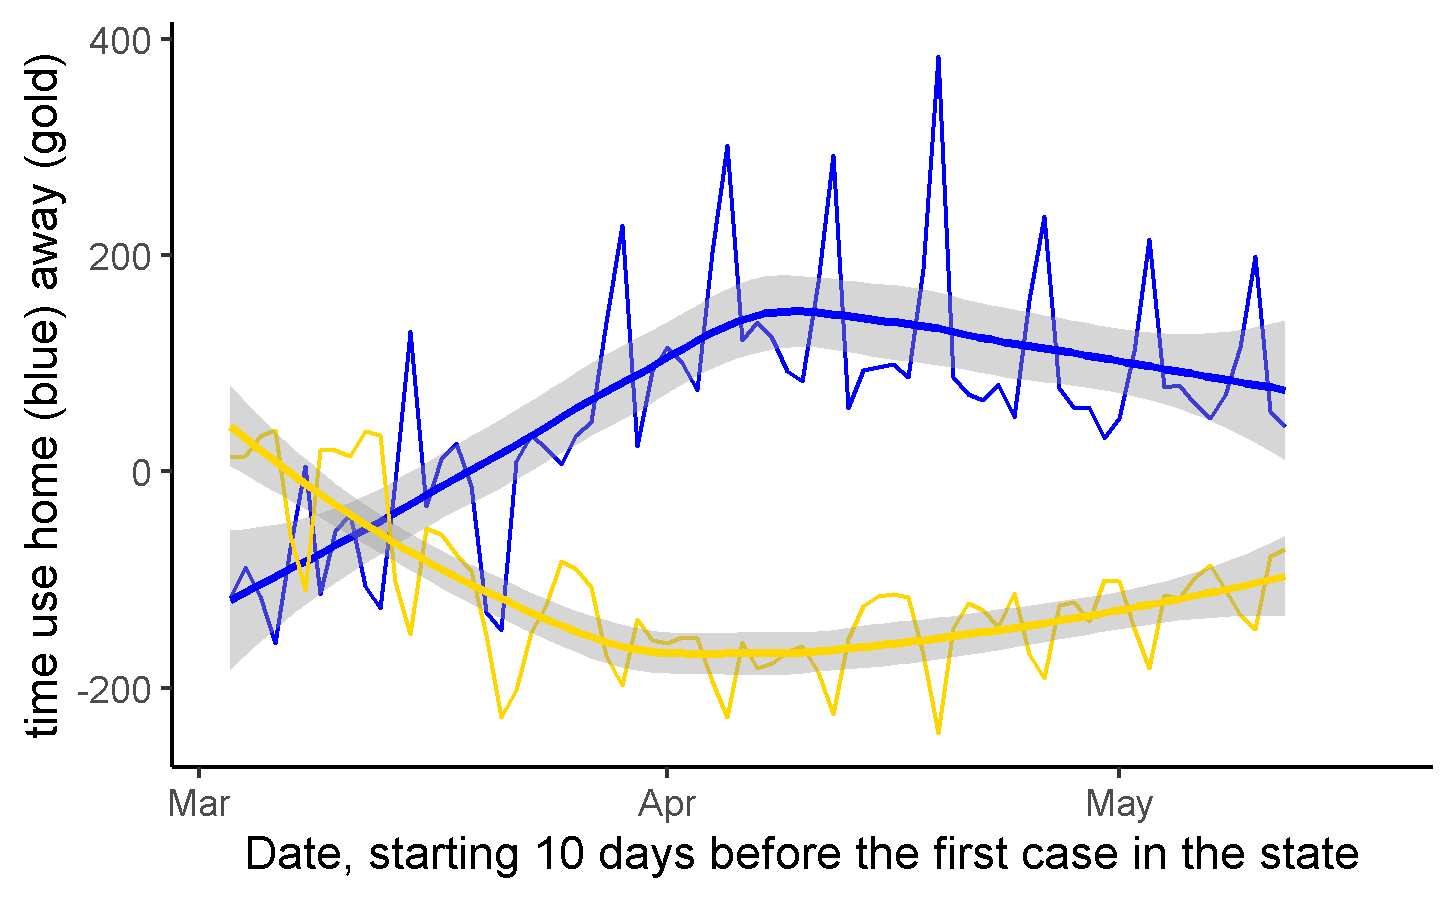 time use home (blue) away (gold)
400
200
0
-200
Mar
Apr
May
Date, starting 10 days before the first case in the state